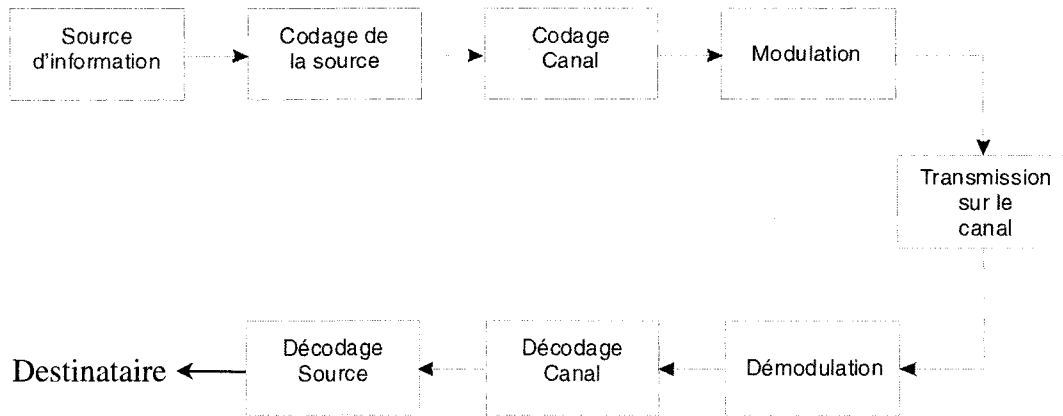 Source
d'information
Codage de
la source
Codage
Canal
Modulation
Transmission
sur le
canal
Démodulation
Décodage
Canal
Décodage
Source
Destinataire